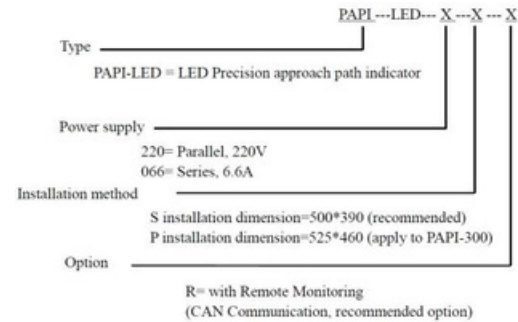 PAPI---LED--- X ---X --- X
Type
PAPI-LED = LED Precision approach path indicator
Power supply
220= Parallel, 220V
066= Series, 6.6A
Installation method
S installation dimension=500*390 (recommended)
P installation dimension=525*460 (apply to PAPI-300)
Option
R= with Remote Monitoring
(CAN Communication, recommended option)